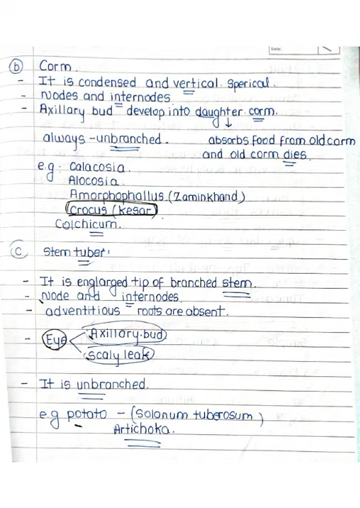 Date:
(b) Corm.
- It is condensed and vertical sperical.
- Nodes and internodes
- Axillary bud develop into daughter corm.
always - unbranched. absorbs food from old corm
and old corm dies.
e.g. Calacosia.
Alocosia
Amorphophallus (Zaminkhand)
Crocus (kesar)
Colchicum.
(c) Stem tuber:
- It is englarged tip of branched stem.
- Node and internodes.
- adventitious roots are absent.
- Eye Axillary bud
Scaly leak
- It is unbranched.
e.g potato - (Solanum tuberosum)
Artichoka.